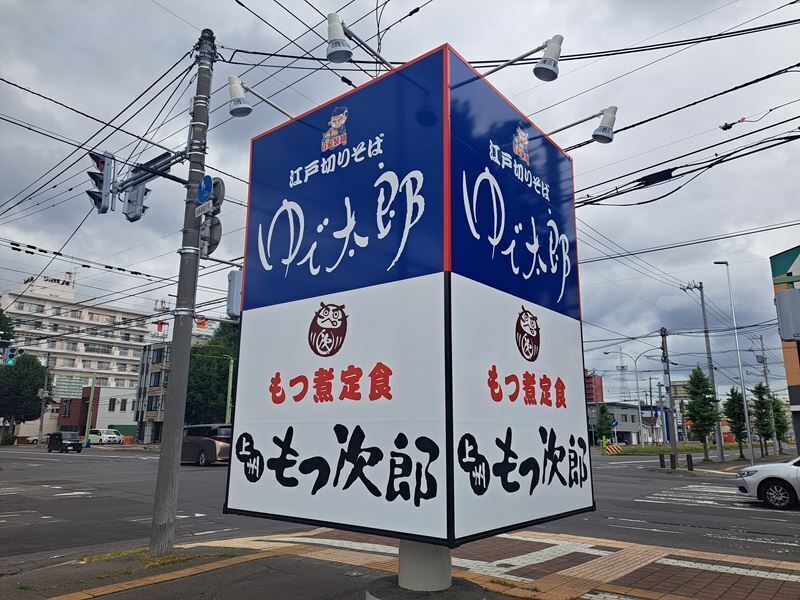 江戸切りそば
ゆで太郎
次
もつ煮定食
上州
もつ次郎
江戸切りそば
ゆで太郎
次
もつ煮定食
上州
もつ次郎